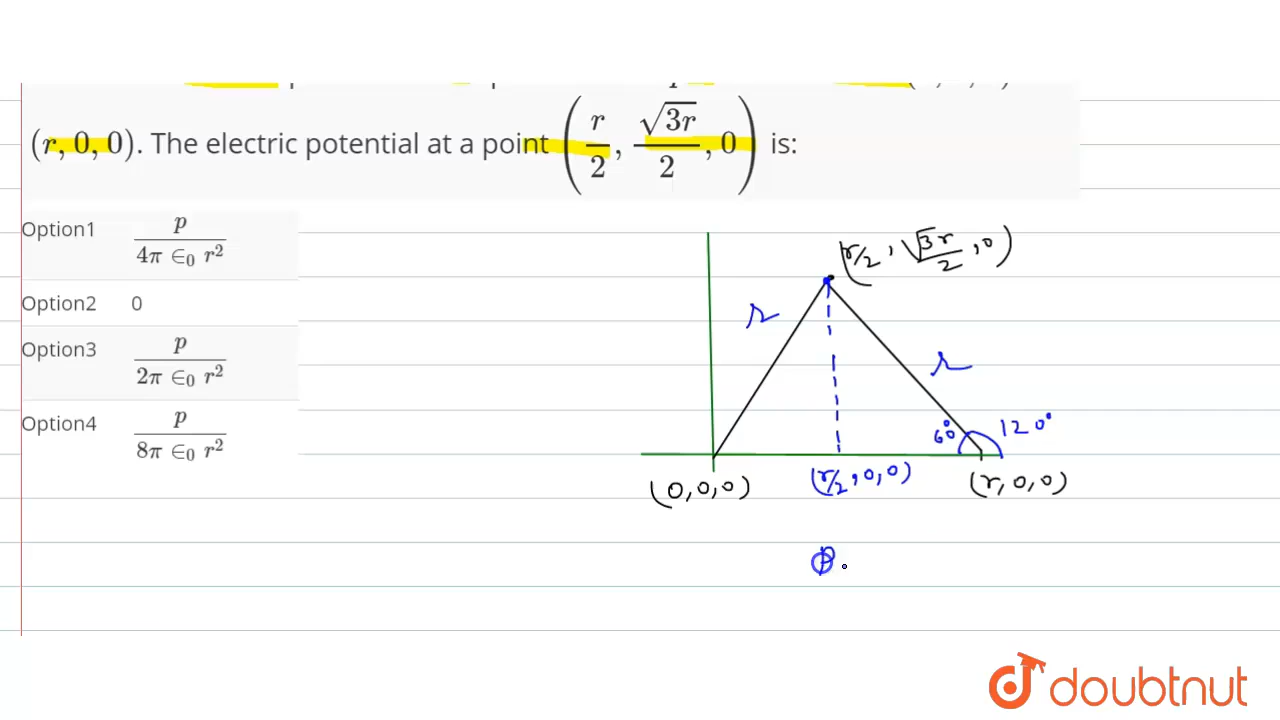 (r, 0, 0). The electric potential at a point (r/2, √3r/2, 0) is:
Option1 p/4π ∈₀ r²
Option2 0
Option3 p/2π ∈₀ r²
Option4 p/8π ∈₀ r²
(r/2, √3r/2, 0)
r
r
60° 120°
(0,0,0) (r/2,0,0) (r,0,0)
doubtnut